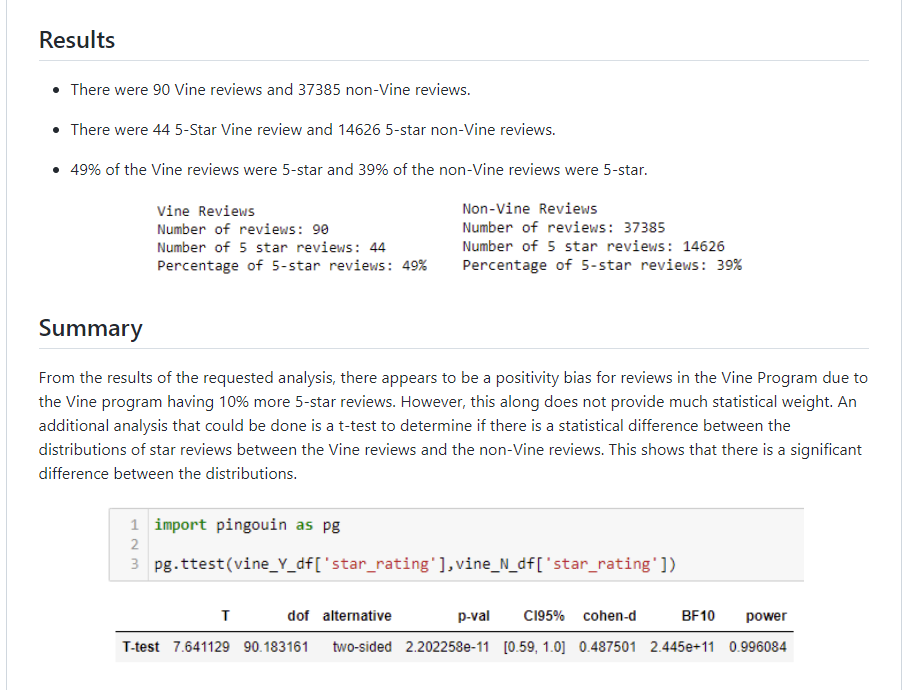 Results
There were 90 Vine reviews and 37385 non-Vine reviews.
There were 44 5-Star Vine review and 14626 5-star non-Vine reviews.
49% of the Vine reviews were 5-star and 39% of the non-Vine reviews were 5-star.
Vine Reviews
Number of reviews: 90
Number of 5 star reviews: 44
Percentage of 5-star reviews: 49%
Non-Vine Reviews
Number of reviews: 37385
Number of 5 star reviews: 14626
Percentage of 5-star reviews: 39%
Summary
From the results of the requested analysis, there appears to be a positivity bias for reviews in the Vine Program due to
the Vine program having 10% more 5-star reviews. However, this along does not provide much statistical weight. An
additional analysis that could be done is a t-test to determine if there is a statistical difference between the
distributions of star reviews between the Vine reviews and the non-Vine reviews. This shows that there is a significant
difference between the distributions.
1 import pingouin as pg
2
3 pg.ttest(vine_Y_df['star_rating'],vine_N_df['star_rating'])
T dof alternative p-val CI95% cohen-d BF10 power
T-test 7.641129 90.183161 two-sided 2.202258e-11 [0.59, 1.0] 0.487501 2.445e+11 0.996084